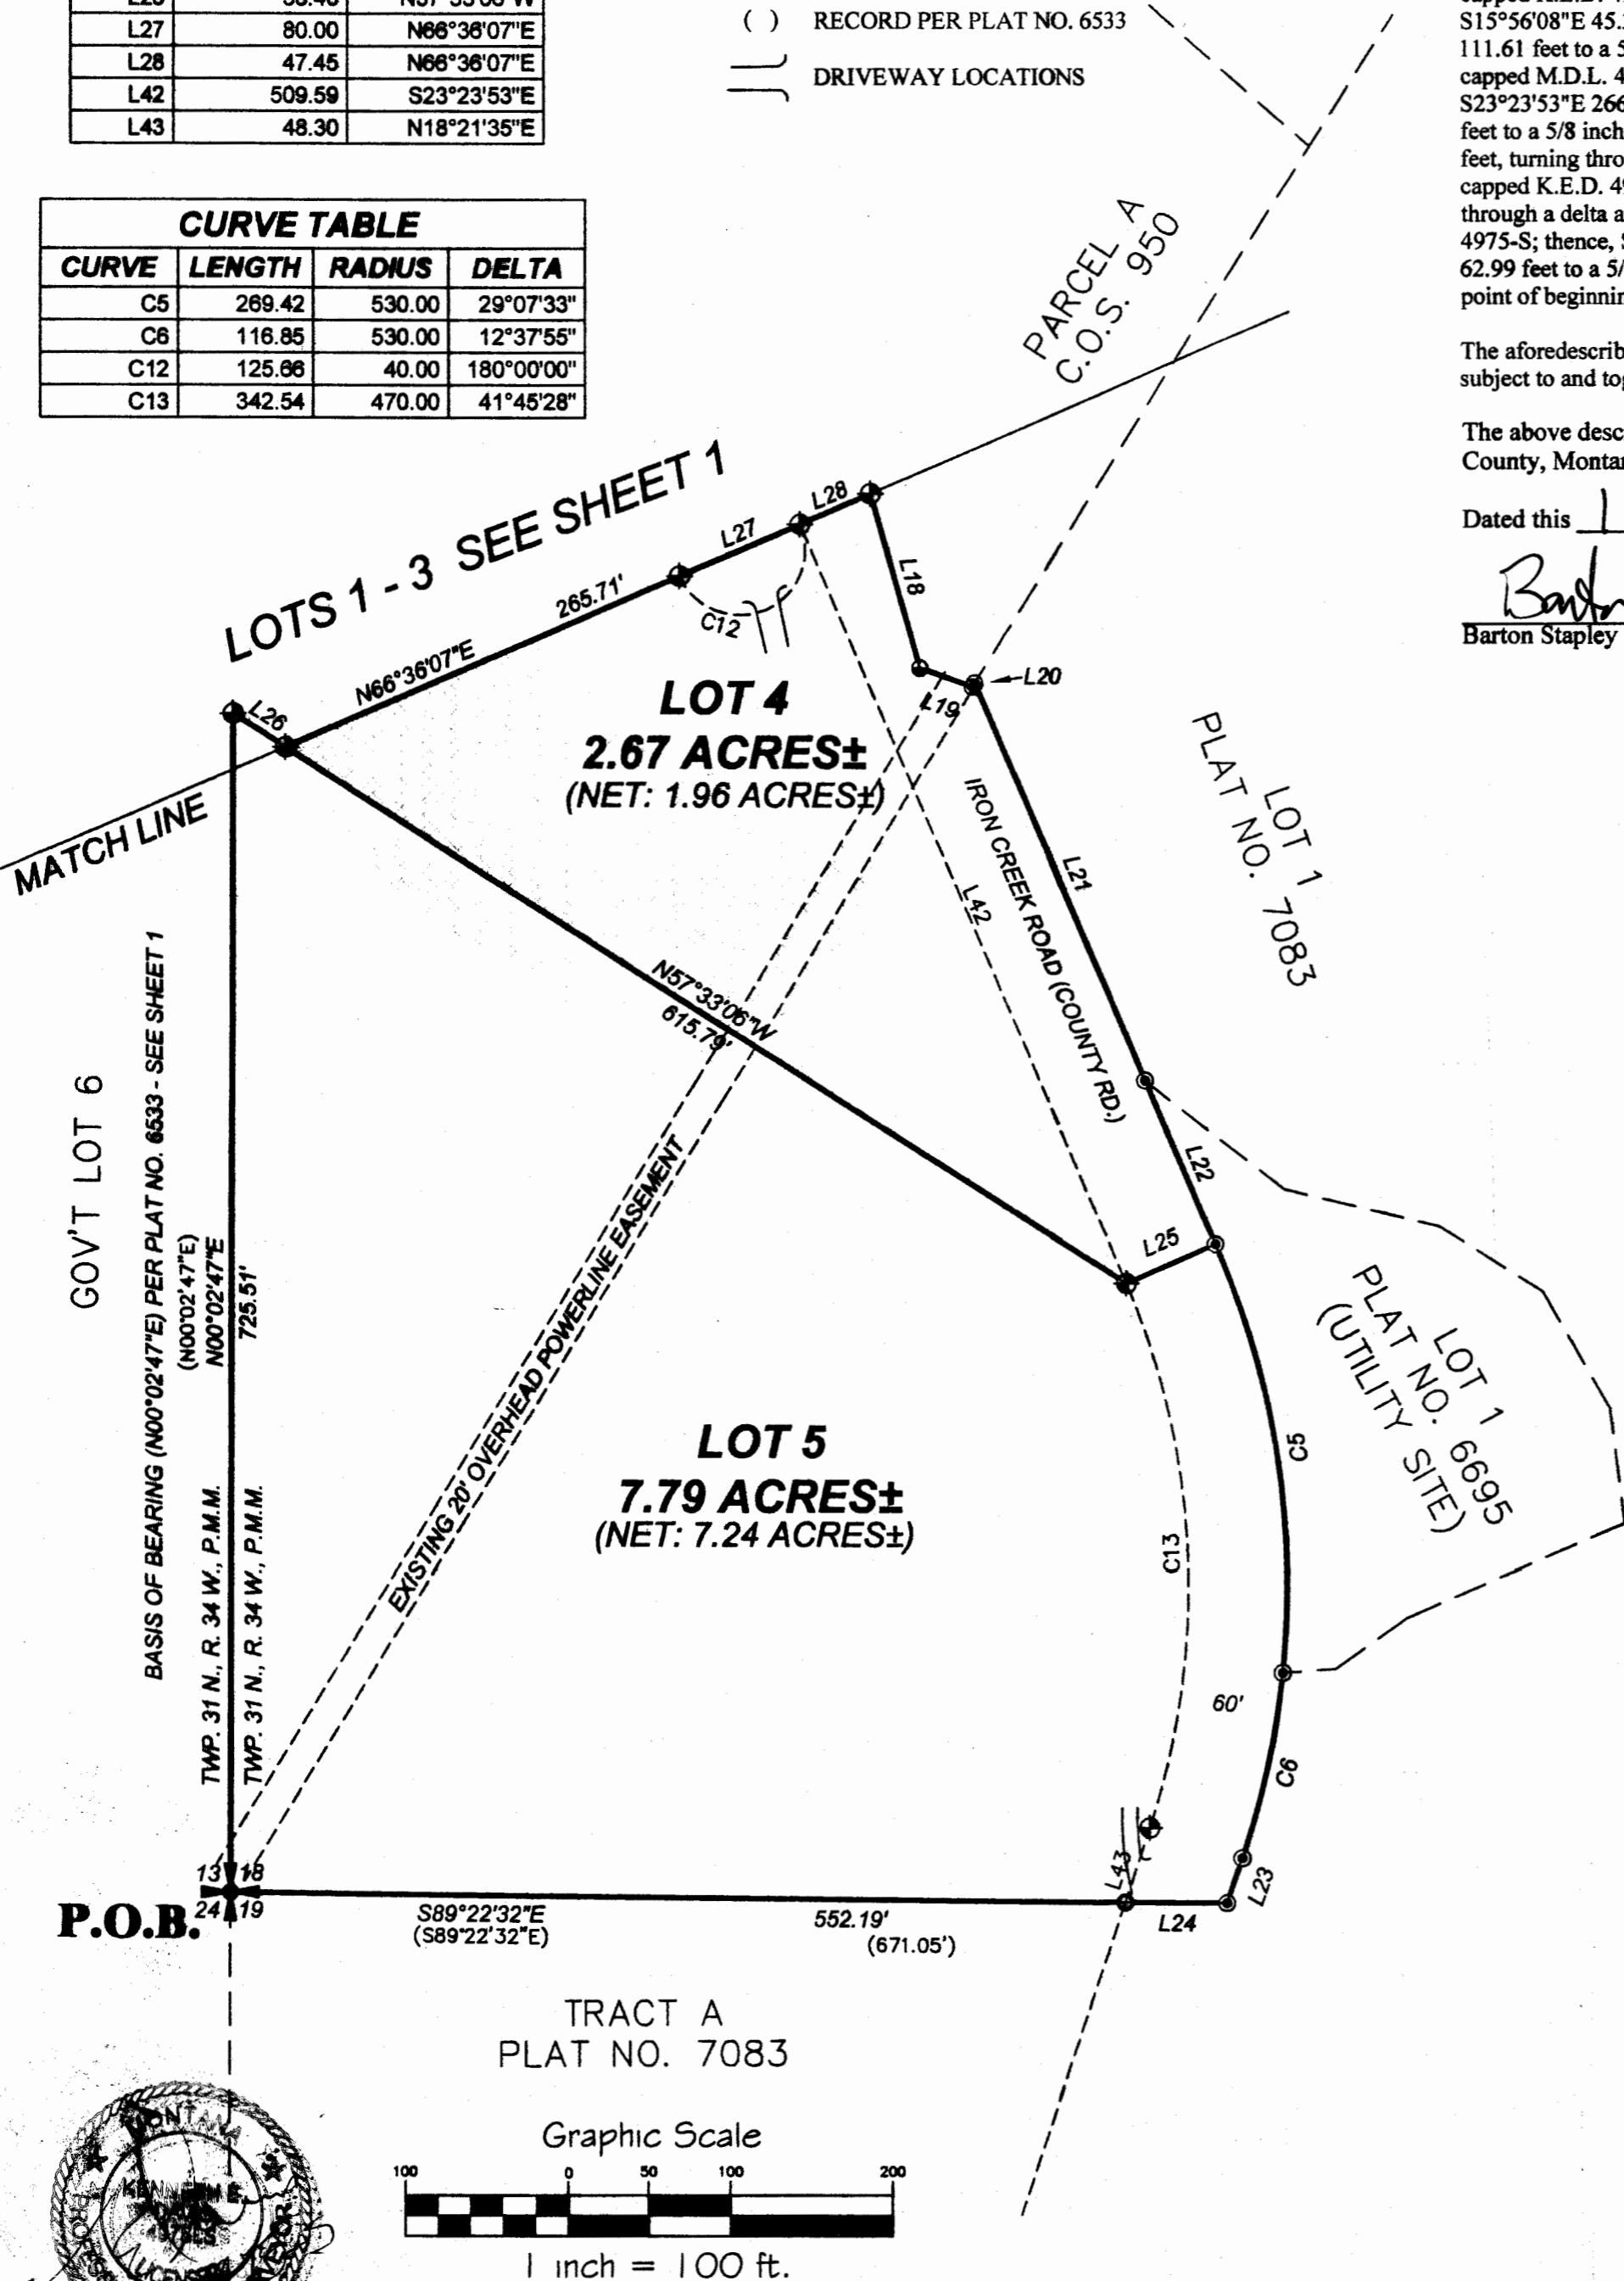 L27 80.00 N66°36'07"E
L28 47.45 N66°36'07"E
L42 509.59 S23°23'53"E
L43 48.30 N18°21'35"E
( ) RECORD PER PLAT NO. 6533
DRIVEWAY LOCATIONS
CURVE TABLE
CURVE LENGTH RADIUS DELTA
C5 269.42 530.00 29°07'33"
C6 116.85 530.00 12°37'55"
C12 125.66 40.00 180°00'00"
C13 342.54 470.00 41°45'28"
S15°56'08"E 45.
111.61 feet to a 5
capped M.D.L. 4
S23°23'53"E 266
feet to a 5/8 inch
feet, turning thro
capped K.E.D. 49
through a delta a
4975-S; thence, S
62.99 feet to a 5/
point of beginnin
The aforedescrib
subject to and tog
The above desc
County, Montan
Dated this
Barton Stapley
PARCEL A
C.O.S. 950
LOTS 1 - 3 SEE SHEET 1
L28
L27
265.71'
N66°36'07"E
C12
L18
L20
L19
L26
MATCH LINE
LOT 4
2.67 ACRES±
(NET: 1.96 ACRES±)
IRON CREEK ROAD (COUNTY RD.)
L21
L42
LOT 1
PLAT NO. 7083
N57°33'06"W
615.79'
L22
L25
GOV'T LOT 6
BASIS OF BEARING (N00°02'47"E) PER PLAT NO. 6533 - SEE SHEET 1
(N00°02'47"E)
N00°02'47"E
725.51'
TWP. 31 N., R. 34 W., P.M.M.
TWP. 31 N., R. 34 W., P.M.M.
EXISTING 20' OVERHEAD POWERLINE EASEMENT
LOT 1
PLAT NO. 6695
(UTILITY SITE)
LOT 5
7.79 ACRES±
(NET: 7.24 ACRES±)
C5
C13
60'
C6
L43
L23
L24
13 18
24 19
P.O.B.
S89°22'32"E
(S89°22'32"E)
552.19'
(671.05')
TRACT A
PLAT NO. 7083
Graphic Scale
100 0 50 100 200
1 inch = 100 ft.
MONTANA
KENNETH E.
DAVIS